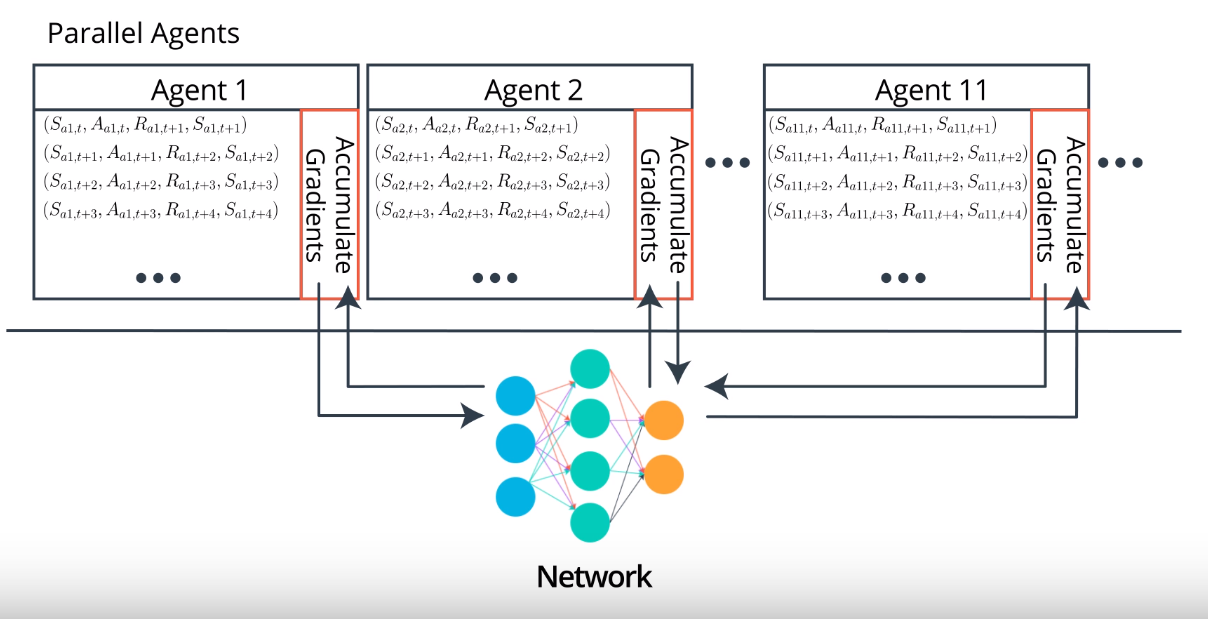 Parallel Agents
Agent 1
(S_{a1,t}, A_{a1,t}, R_{a1,t+1}, S_{a1,t+1})
(S_{a1,t+1}, A_{a1,t+1}, R_{a1,t+2}, S_{a1,t+2})
(S_{a1,t+2}, A_{a1,t+2}, R_{a1,t+3}, S_{a1,t+3})
(S_{a1,t+3}, A_{a1,t+3}, R_{a1,t+4}, S_{a1,t+4})
Accumulate
Gradients
Agent 2
(S_{a2,t}, A_{a2,t}, R_{a2,t+1}, S_{a2,t+1})
(S_{a2,t+1}, A_{a2,t+1}, R_{a2,t+2}, S_{a2,t+2})
(S_{a2,t+2}, A_{a2,t+2}, R_{a2,t+3}, S_{a2,t+3})
(S_{a2,t+3}, A_{a2,t+3}, R_{a2,t+4}, S_{a2,t+4})
Accumulate
Gradients
Agent 11
(S_{a11,t}, A_{a11,t}, R_{a11,t+1}, S_{a11,t+1})
(S_{a11,t+1}, A_{a11,t+1}, R_{a11,t+2}, S_{a11,t+2})
(S_{a11,t+2}, A_{a11,t+2}, R_{a11,t+3}, S_{a11,t+3})
(S_{a11,t+3}, A_{a11,t+3}, R_{a11,t+4}, S_{a11,t+4})
Accumulate
Gradients
Network